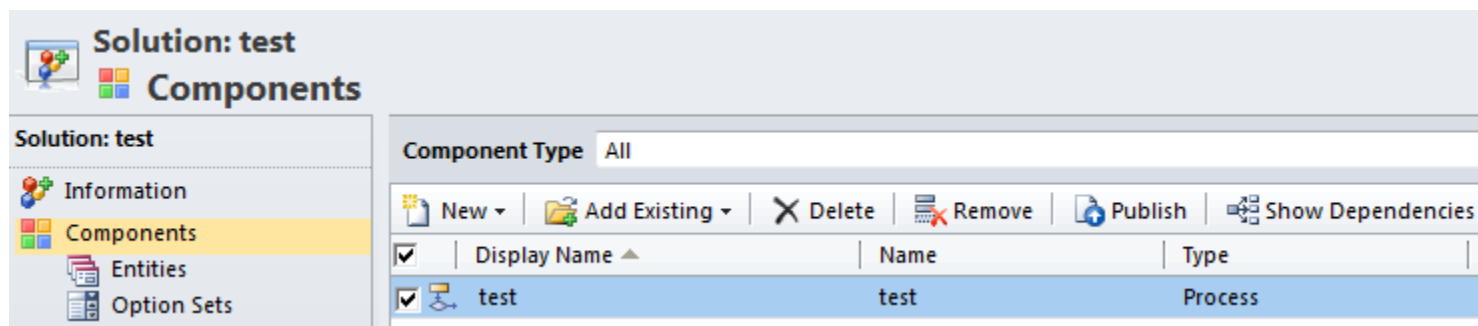 Solution: test
Components
Solution: test
Information
Components
Entities
Option Sets
Component Type All
New Add Existing Delete Remove Publish Show Dependencies
Display Name Name Type
test test Process